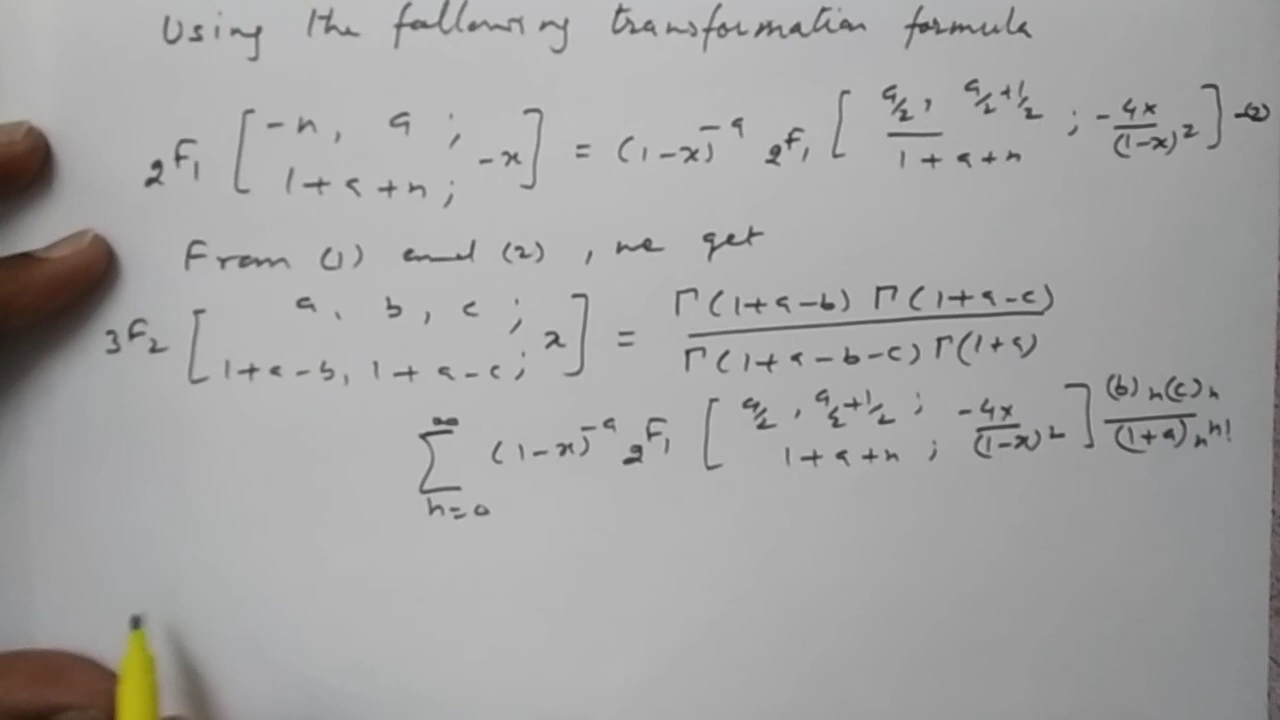 Using the following transformation formula
₂F₁ [ -n, a ; 1+a+n ; -x ] = (1-x)^{-a} ₂F₁ [ a/2, a/2+1/2 / 1+a+n ; -4x/(1-x)² ] -(2)
From (1) and (2), we get
₃F₂ [ a, b, c ; 1+a-b, 1+a-c ; x ] = Γ(1+a-b) Γ(1+a-c) / Γ(1+a-b-c) Γ(1+a)
∑_{n=0}^{∞} (1-x)^{-a} ₂F₁ [ a/2, a/2+1/2 ; 1+a+n ; -4x/(1-x)² ] (b)ₙ(c)ₙ / (1+a)ₙ n!